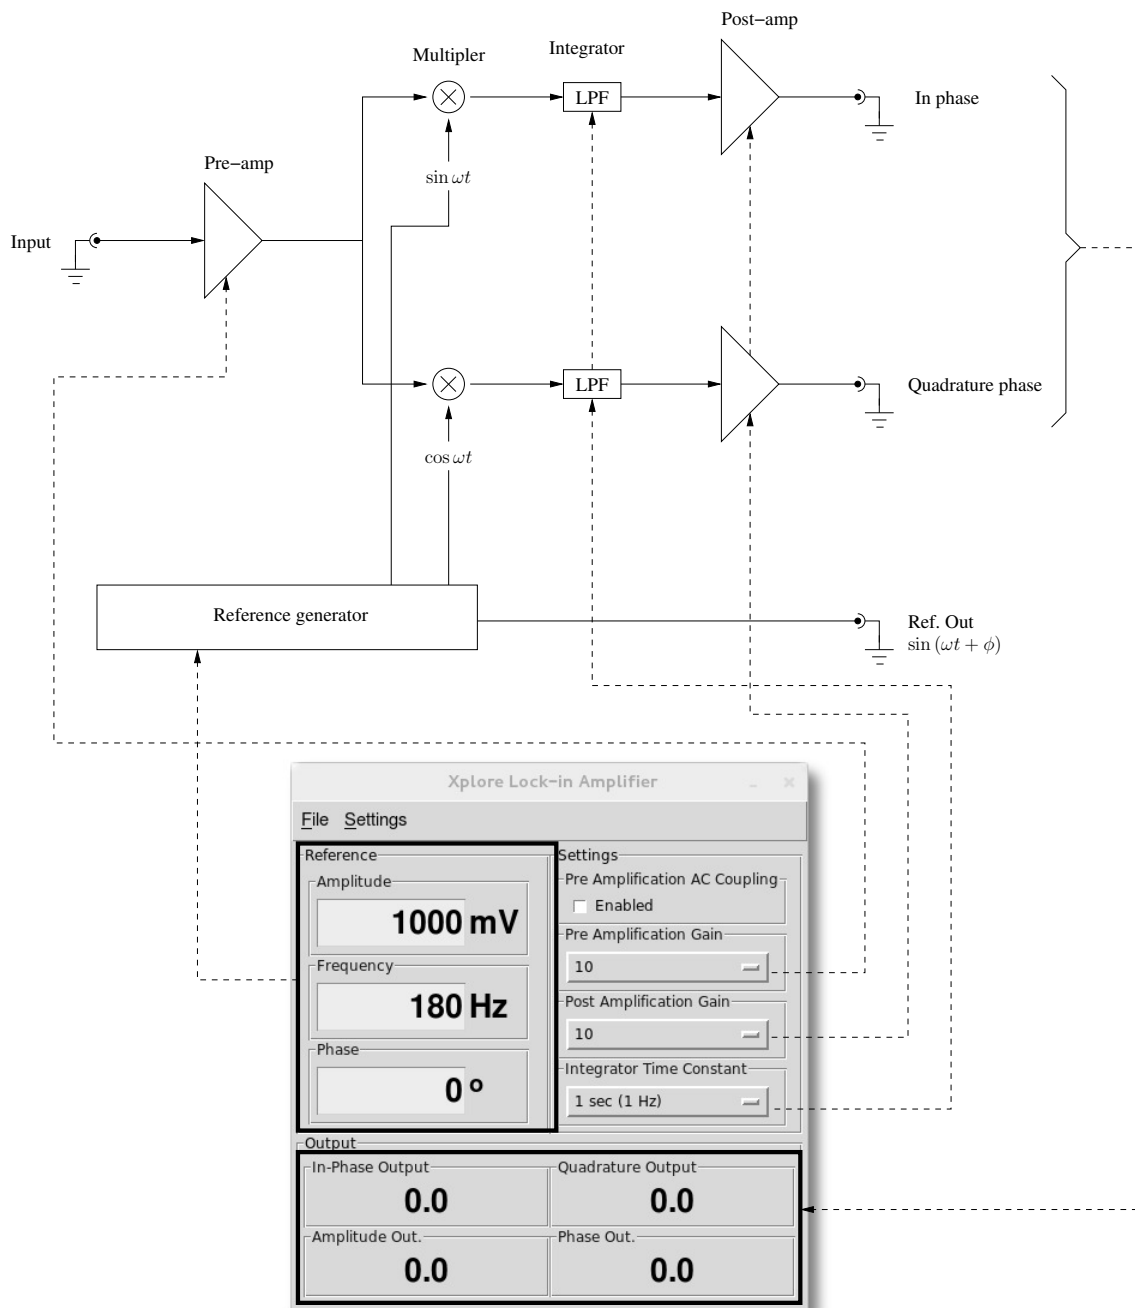 Post−amp
Multipler
Integrator
LPF
In phase
Pre−amp
sin ωt
Input
LPF
Quadrature phase
cos ωt
Reference generator
Ref. Out
sin (ωt + ϕ)
Xplore Lock-in Amplifier
File Settings
Reference
Amplitude
1000 mV
Frequency
180 Hz
Phase
0 º
Settings
Pre Amplification AC Coupling
Enabled
Pre Amplification Gain
10
Post Amplification Gain
10
Integrator Time Constant
1 sec (1 Hz)
Output
In-Phase Output
0.0
Quadrature Output
0.0
Amplitude Out.
0.0
Phase Out.
0.0